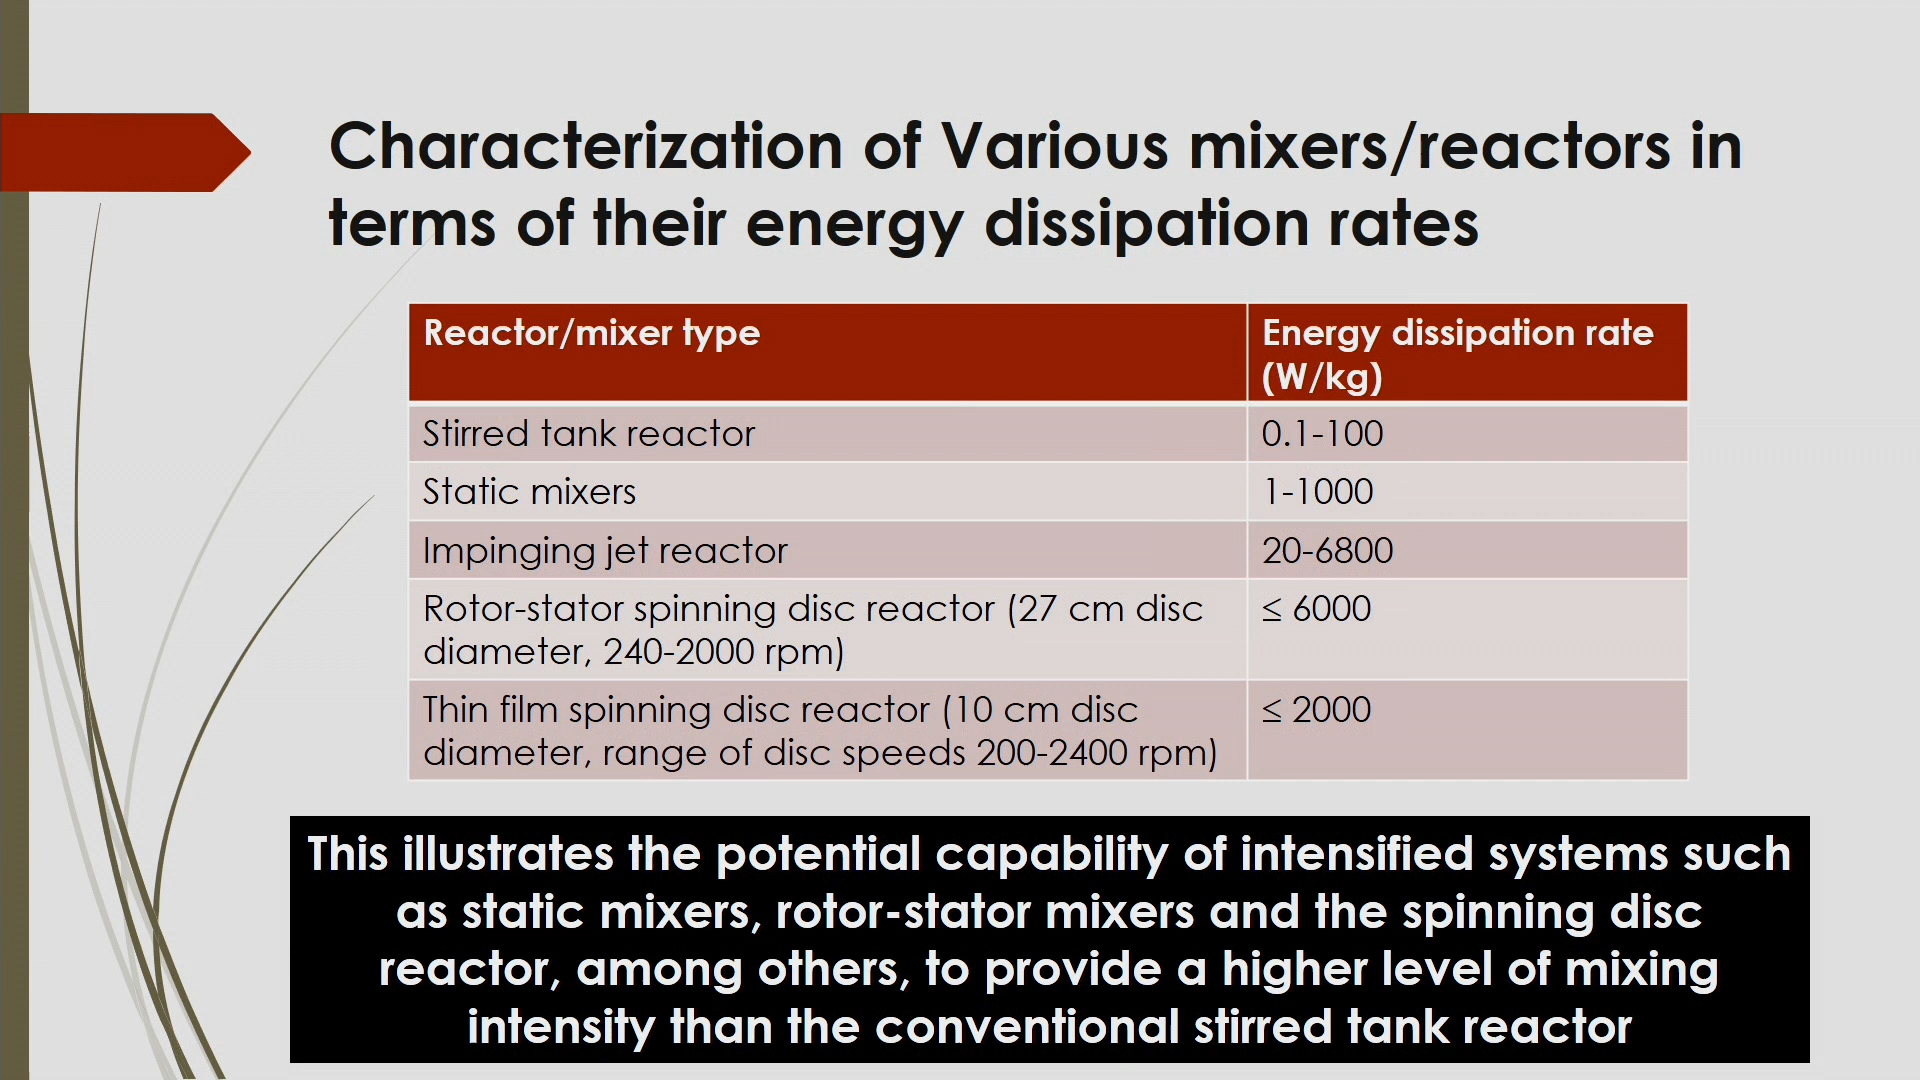 Characterization of Various mixers/reactors in
terms of their energy dissipation rates
Reactor/mixer type
Energy dissipation rate
(W/kg)
Stirred tank reactor
0.1-100
Static mixers
1-1000
Impinging jet reactor
20-6800
Rotor-stator spinning disc reactor (27 cm disc
diameter, 240-2000 rpm)
≤ 6000
Thin film spinning disc reactor (10 cm disc
diameter, range of disc speeds 200-2400 rpm)
≤ 2000
This illustrates the potential capability of intensified systems such
as static mixers, rotor-stator mixers and the spinning disc
reactor, among others, to provide a higher level of mixing
intensity than the conventional stirred tank reactor